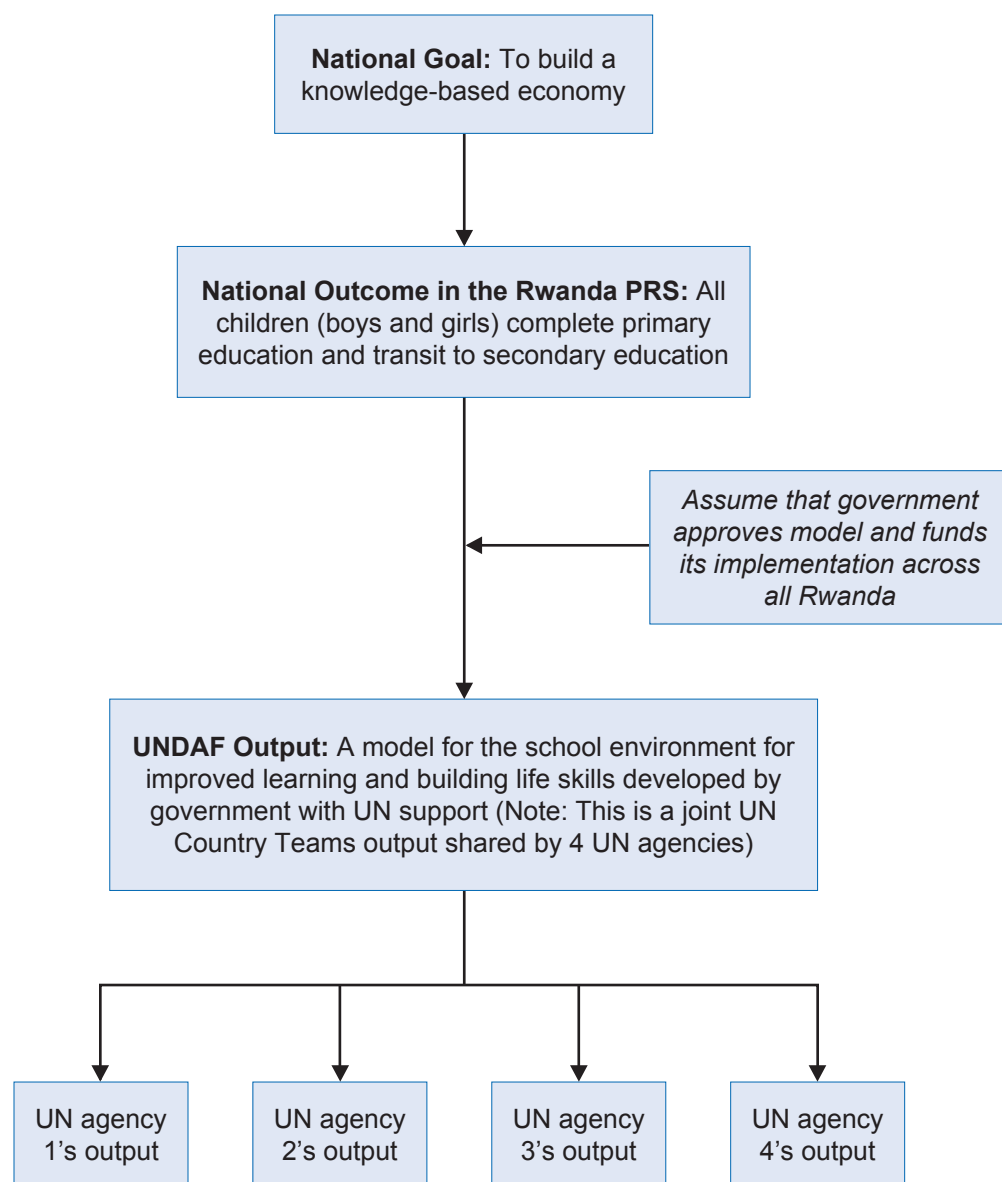 National Goal: To build a
knowledge-based economy
National Outcome in the Rwanda PRS: All
children (boys and girls) complete primary
education and transit to secondary education
Assume that government
approves model and funds
its implementation across
all Rwanda
UNDAF Output: A model for the school environment for
improved learning and building life skills developed by
government with UN support (Note: This is a joint UN
Country Teams output shared by 4 UN agencies)
UN agency
1’s output
UN agency
2’s output
UN agency
3’s output
UN agency
4’s output